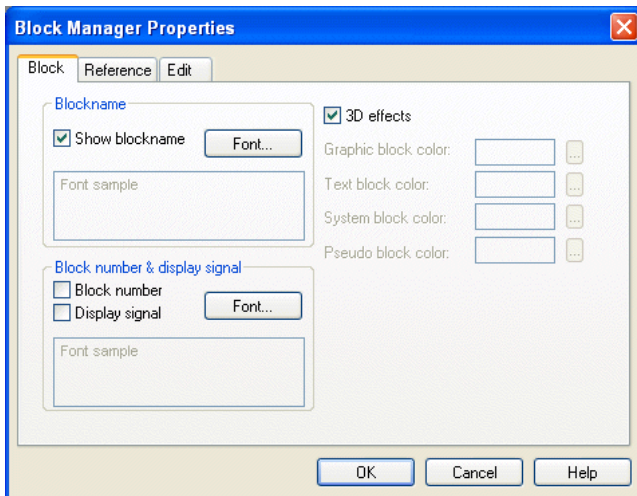 Block Manager Properties
Block Reference Edit
Blockname
Show blockname Font...
Font sample
Block number & display signal
Block number
Display signal
Font...
Font sample
3D effects
Graphic block color: ...
Text block color: ...
System block color: ...
Pseudo block color: ...
OK Cancel Help